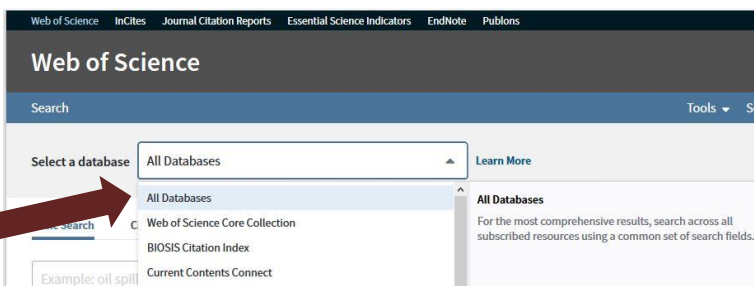 Web of Science InCites Journal Citation Reports Essential Science Indicators EndNote Publons
Web of Science
Search Tools
Select a database All Databases Learn More
All Databases
Web of Science Core Collection
BIOSIS Citation Index
Current Contents Connect
All Databases
For the most comprehensive results, search across all
subscribed resources using a common set of search fields.
Search
Example: oil spill